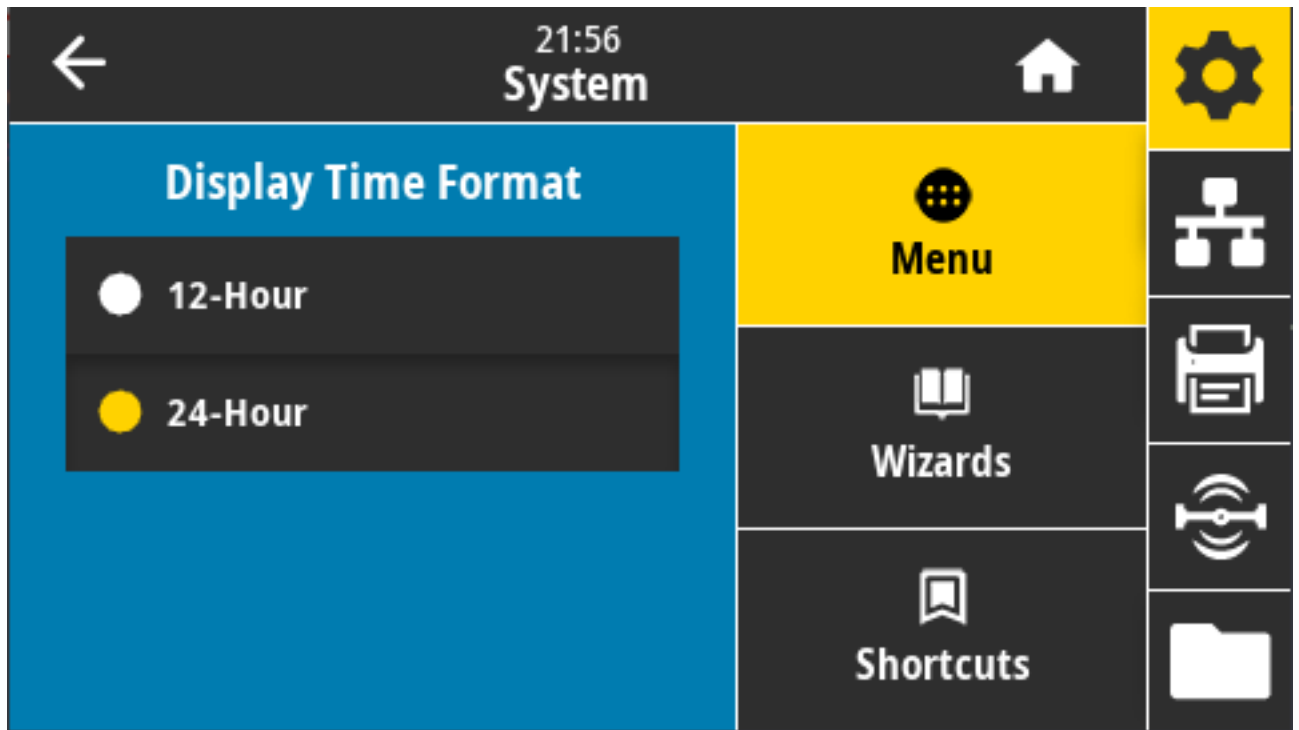 21:56
System
Display Time Format
12-Hour
24-Hour
Menu
Wizards
Shortcuts